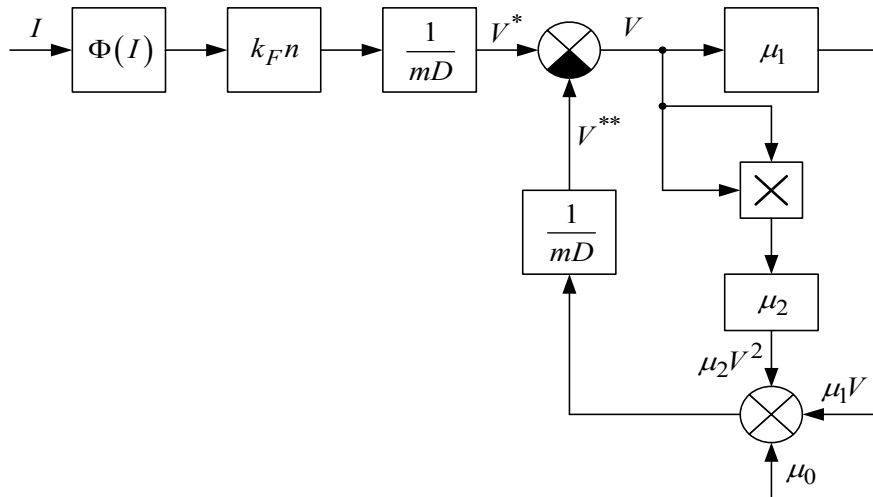 I
Φ(I)
k_F n
1/mD
V*
V
μ₁
V**
1/mD
μ₂
μ₂V²
μ₁V
μ₀